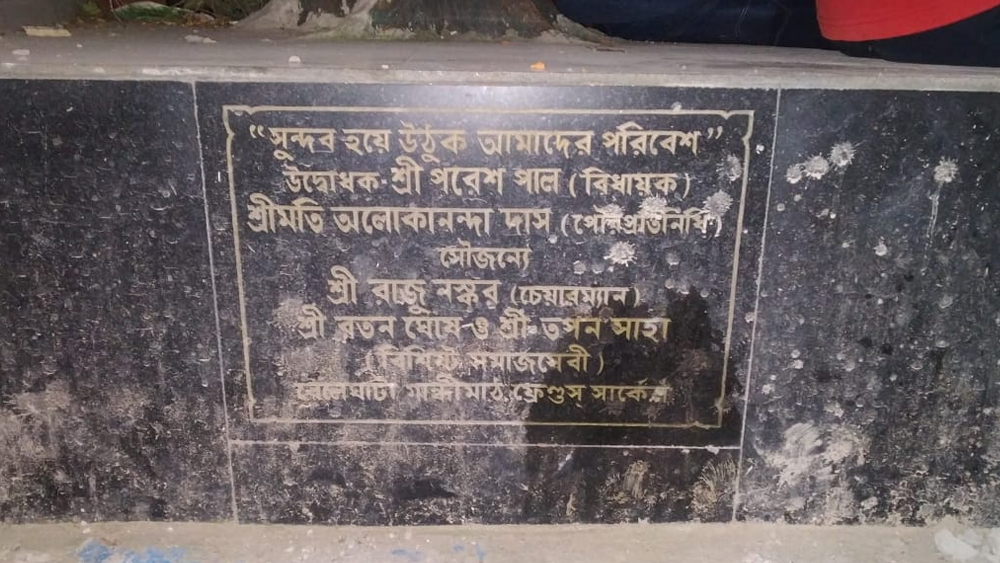 “সুন্দর হয়ে উঠুক আমাদের পরিবেশ”
উদ্বোধক- শ্রী পরেশ পাল (বিধায়ক)
শ্রীমতি অলোকানন্দা দাস (পৌরপ্রতিনিধি)
সৌজন্যে
শ্রী রাজু নস্কর (চেয়ারম্যান)
শ্রী রতন ঘোষ ও শ্রী তপন সাহা
(বিশিষ্ট সমাজসেবী)
বেলেঘাটা গান্ধীমাঠ ফ্রেণ্ডস্ সার্কেল